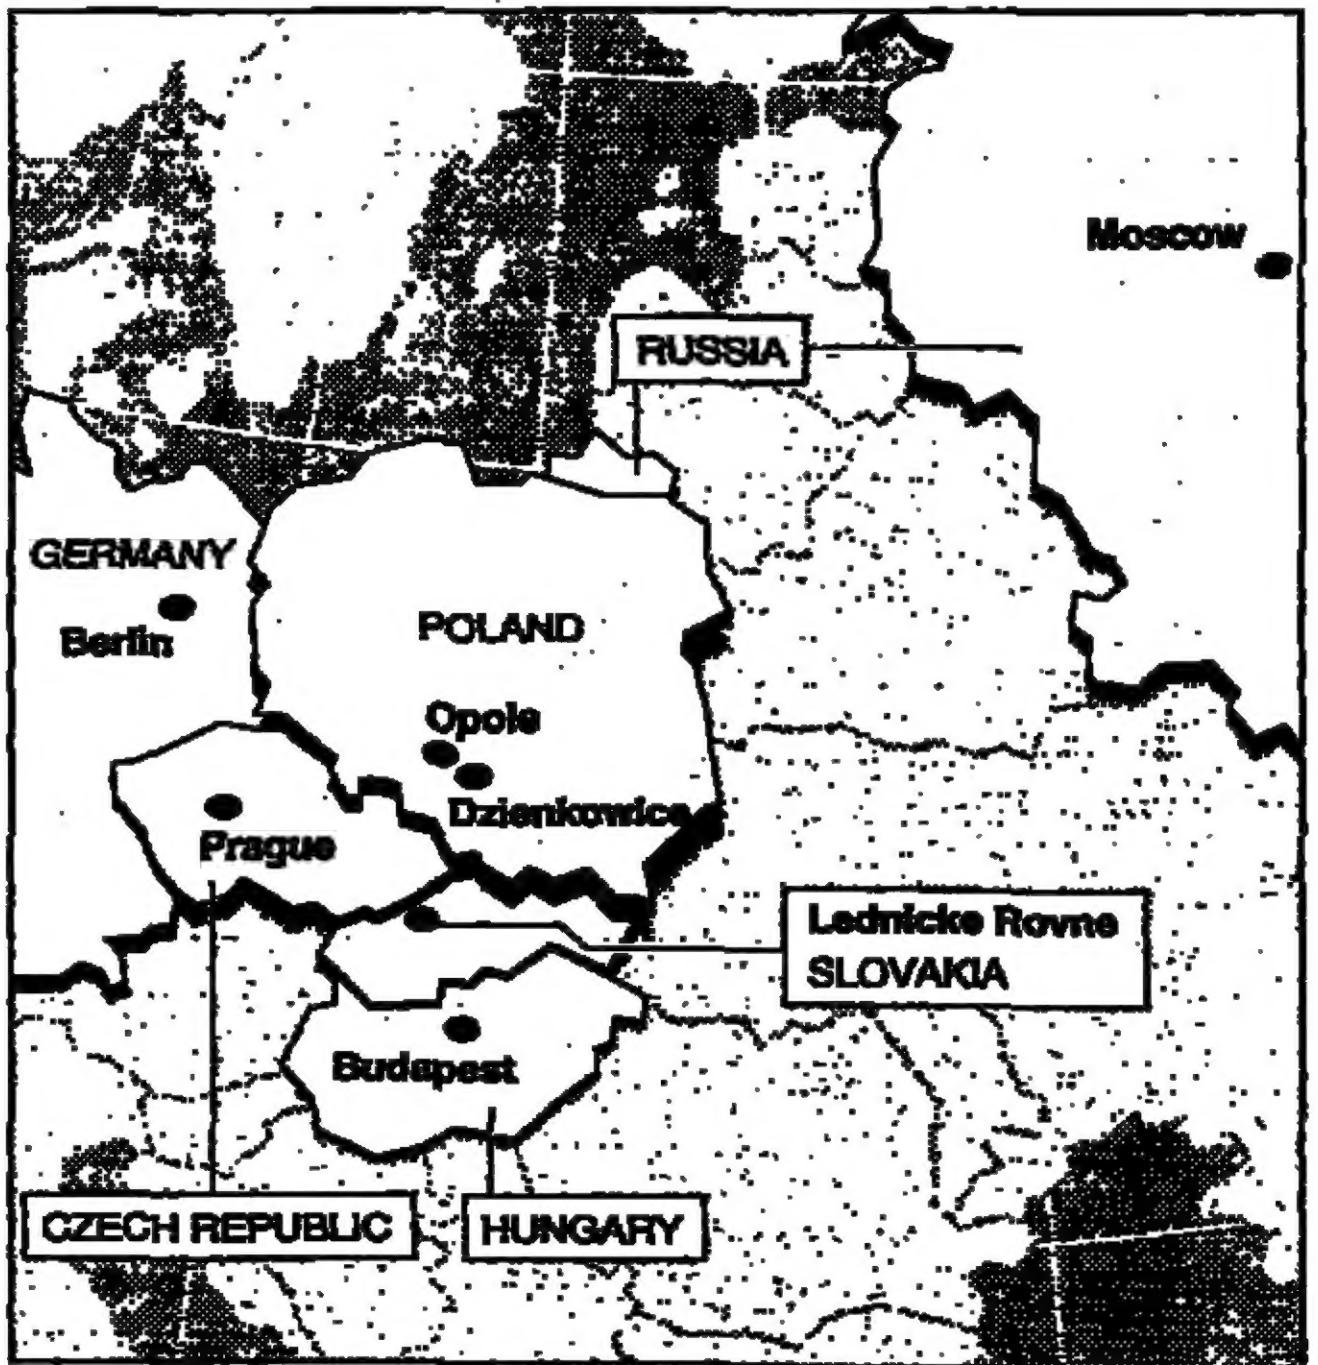 Moscow
RUSSIA
GERMANY
Berlin
POLAND
Opole
Dzienkowice
Prague
Lednicke Rovne
SLOVAKIA
Budapest
CZECH REPUBLIC
HUNGARY